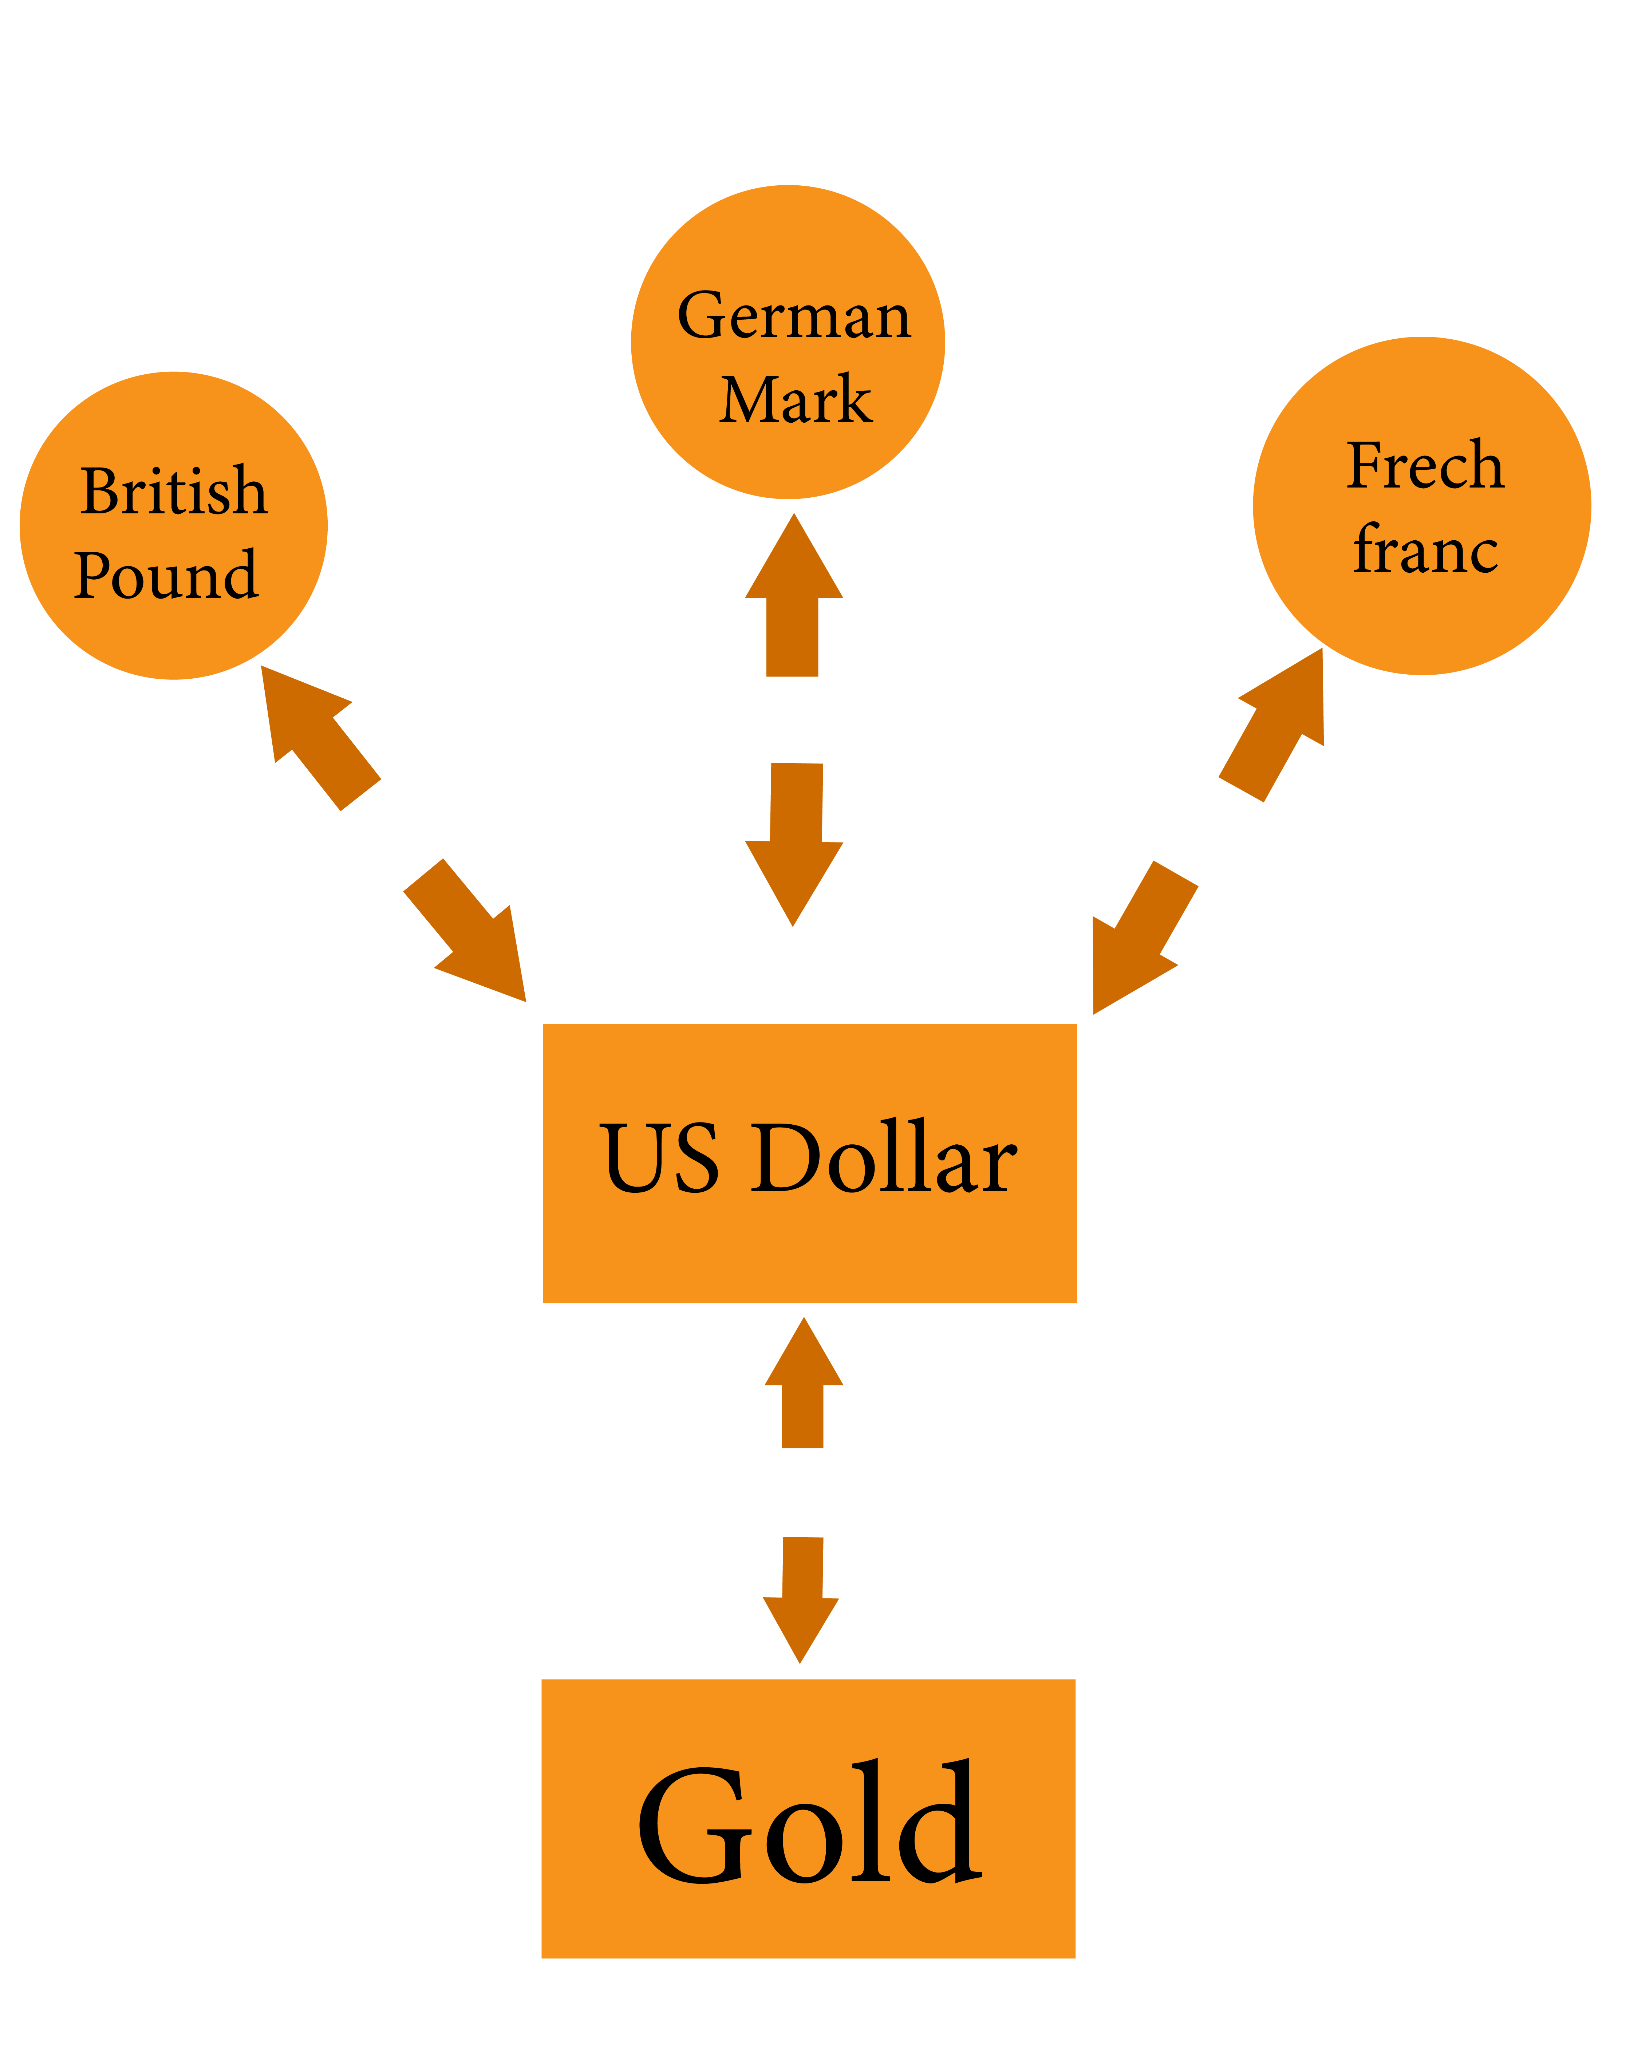 German
Mark
British
Pound
Frech
franc
US Dollar
Gold